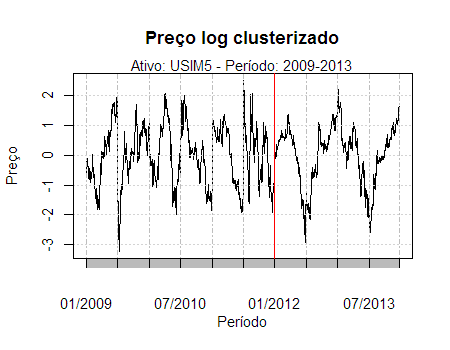 Preço log clusterizado
Ativo: USIM5 - Período: 2009-2013
Preço
2
1
0
-1
-2
-3
01/2009 07/2010 01/2012 07/2013
Período